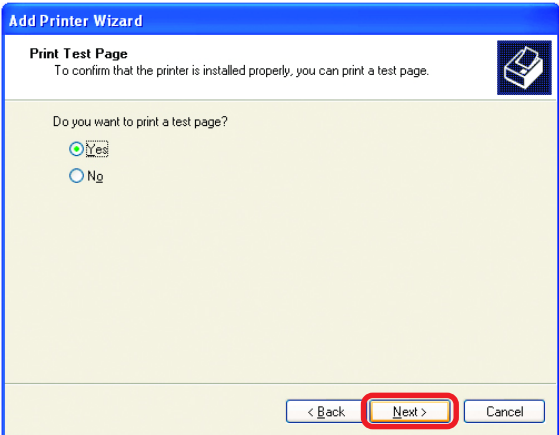 Add Printer Wizard
Print Test Page
To confirm that the printer is installed properly, you can print a test page.
Do you want to print a test page?
Yes
No
< Back Next > Cancel